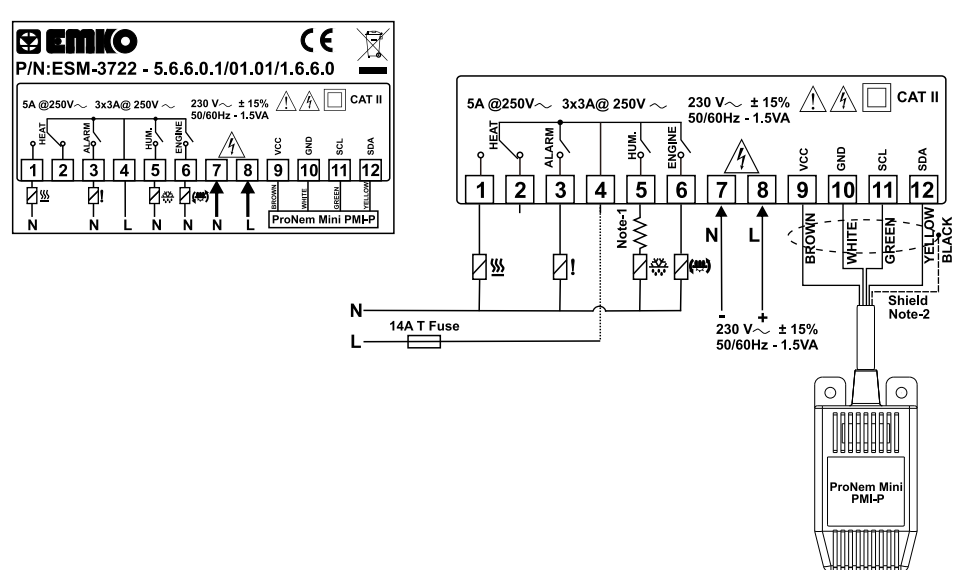 EMKO CE
P/N:ESM-3722 - 5.6.6.0.1/01.01/1.6.6.0
5A @250V～ 3x3A@ 250V ～ 230 V～ ± 15% CAT II
50/60Hz - 1.5VA
HEAT ALARM HUM. ENGINE VCC GND SCL SDA
1 2 3 4 5 6 7 8 9 10 11 12
BROWN WHITE GREEN YELLOW
! 
N N L N N N L ProNem Mini PMI-P
5A @250V～ 3x3A@ 250V ～ 230 V～ ± 15% CAT II
50/60Hz - 1.5VA
HEAT ALARM HUM. ENGINE VCC GND SCL SDA
1 2 3 4 5 6 7 8 9 10 11 12
Note-1 N L BROWN WHITE GREEN YELLOW BLACK
!
Shield
Note-2
N - +
L 14A T Fuse
230 V～ ± 15%
50/60Hz - 1.5VA
ProNem Mini
PMI-P